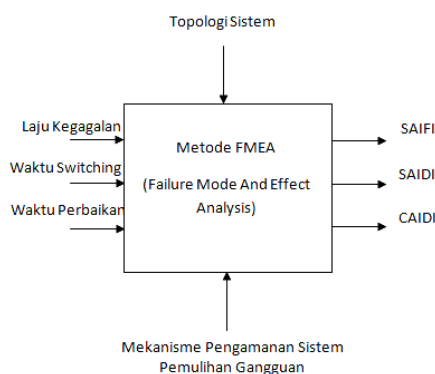 Topologi Sistem
Laju Kegagalan
Waktu Switching
Waktu Perbaikan
Metode FMEA
(Failure Mode And Effect
Analysis)
SAIFI
SAIDI
CAIDI
Mekanisme Pengamanan Sistem
Pemulihan Gangguan